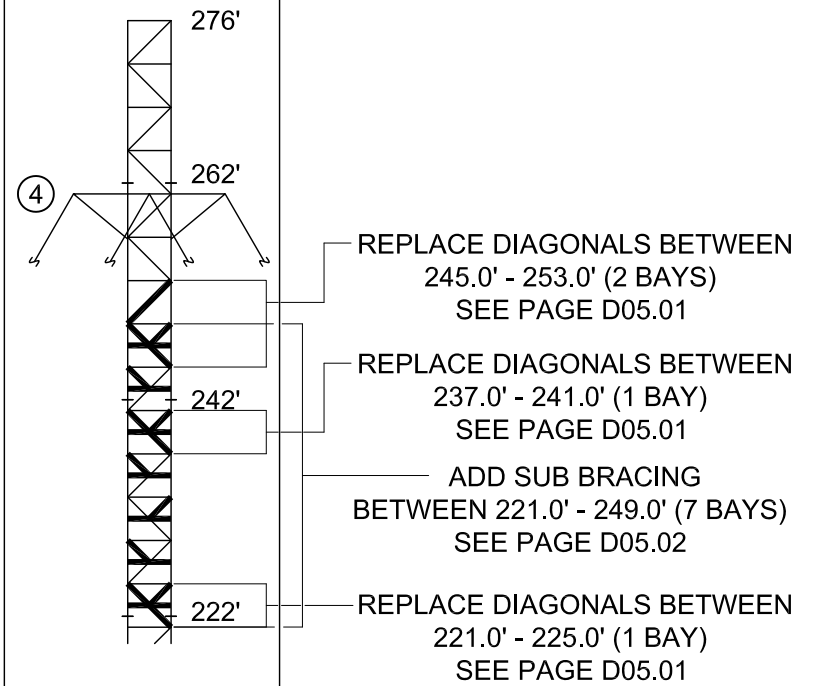 276'
262'
4
REPLACE DIAGONALS BETWEEN
245.0' - 253.0' (2 BAYS)
SEE PAGE D05.01
REPLACE DIAGONALS BETWEEN
237.0' - 241.0' (1 BAY)
SEE PAGE D05.01
242'
ADD SUB BRACING
BETWEEN 221.0' - 249.0' (7 BAYS)
SEE PAGE D05.02
222'
REPLACE DIAGONALS BETWEEN
221.0' - 225.0' (1 BAY)
SEE PAGE D05.01